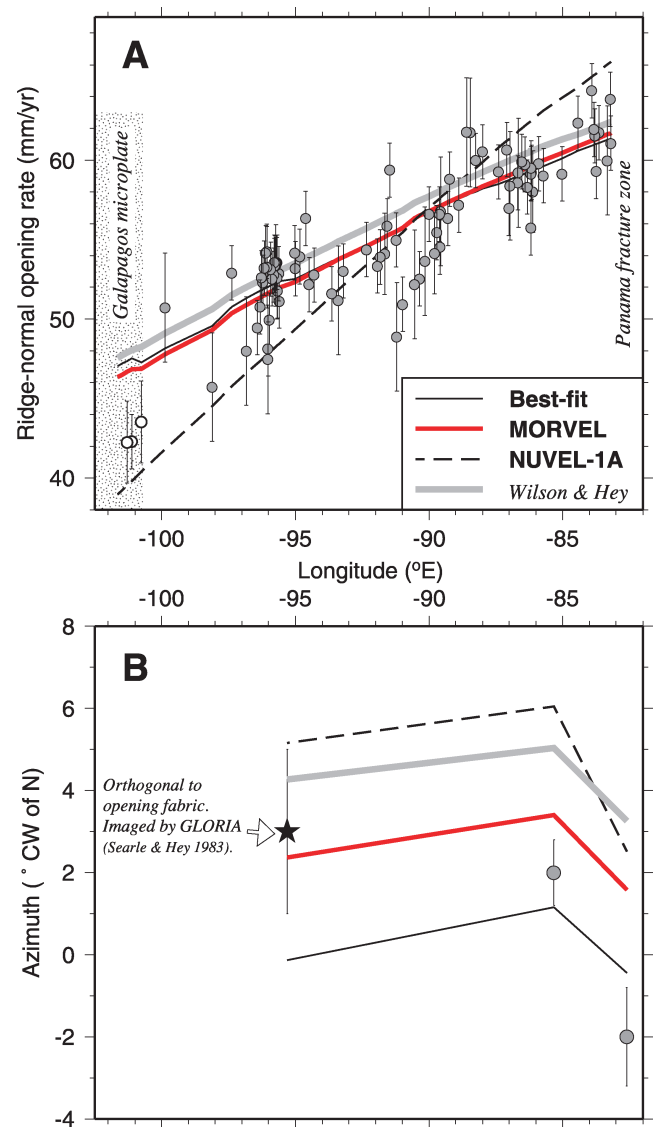 A
Ridge-normal opening rate (mm/yr)
60
50
40
Galapagos microplate
Panama fracture zone
Best-fit
MORVEL
NUVEL-1A
Wilson & Hey
-100 -95 -90 -85
Longitude (ºE)
-100 -95 -90 -85
B
Azimuth ( ° CW of N)
8
6
4
2
0
-2
-4
Orthogonal to
opening fabric.
Imaged by GLORIA
(Searle & Hey 1983).